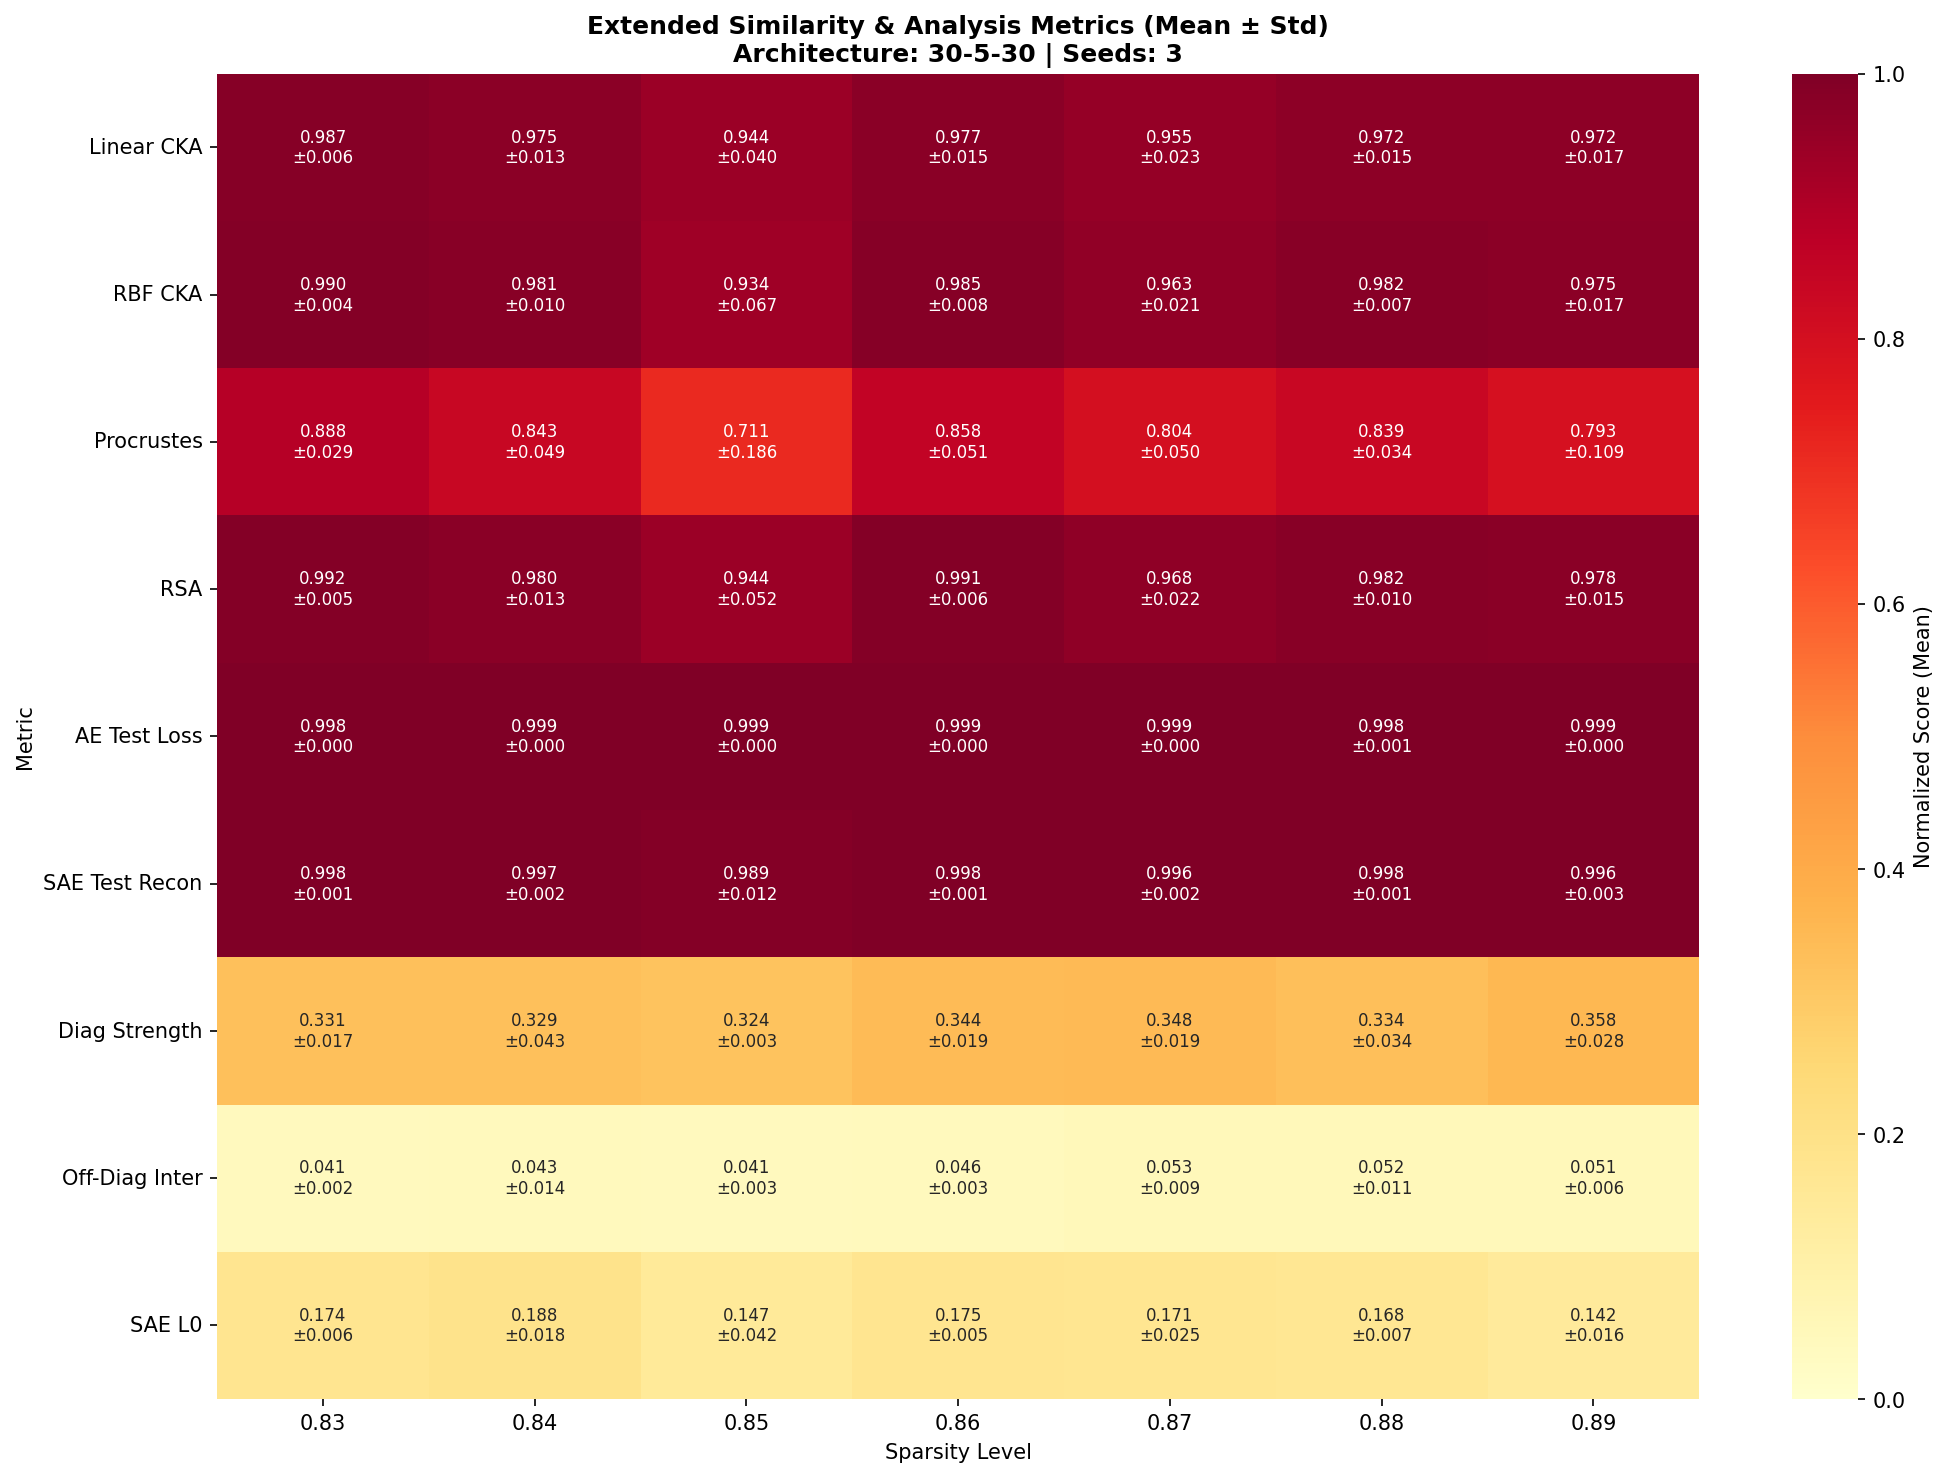 Extended Similarity & Analysis Metrics (Mean ± Std)
Architecture: 30-5-30 | Seeds: 3
Metric
Linear CKA
0.987 0.975 0.944 0.977 0.955 0.972 0.972
±0.006 ±0.013 ±0.040 ±0.015 ±0.023 ±0.015 ±0.017
RBF CKA
0.990 0.981 0.934 0.985 0.963 0.982 0.975
±0.004 ±0.010 ±0.067 ±0.008 ±0.021 ±0.007 ±0.017
Procrustes
0.888 0.843 0.711 0.858 0.804 0.839 0.793
±0.029 ±0.049 ±0.186 ±0.051 ±0.050 ±0.034 ±0.109
RSA
0.992 0.980 0.944 0.991 0.968 0.982 0.978
±0.005 ±0.013 ±0.052 ±0.006 ±0.022 ±0.010 ±0.015
AE Test Loss
0.998 0.999 0.999 0.999 0.999 0.998 0.999
±0.000 ±0.000 ±0.000 ±0.000 ±0.000 ±0.001 ±0.000
SAE Test Recon
0.998 0.997 0.989 0.998 0.996 0.998 0.996
±0.001 ±0.002 ±0.012 ±0.001 ±0.002 ±0.001 ±0.003
Diag Strength
0.331 0.329 0.324 0.344 0.348 0.334 0.358
±0.017 ±0.043 ±0.003 ±0.019 ±0.019 ±0.034 ±0.028
Off-Diag Inter
0.041 0.043 0.041 0.046 0.053 0.052 0.051
±0.002 ±0.014 ±0.003 ±0.003 ±0.009 ±0.011 ±0.006
SAE L0
0.174 0.188 0.147 0.175 0.171 0.168 0.142
±0.006 ±0.018 ±0.042 ±0.005 ±0.025 ±0.007 ±0.016
0.83 0.84 0.85 0.86 0.87 0.88 0.89
Sparsity Level
1.0
0.8
0.6
0.4
0.2
0.0
Normalized Score (Mean)